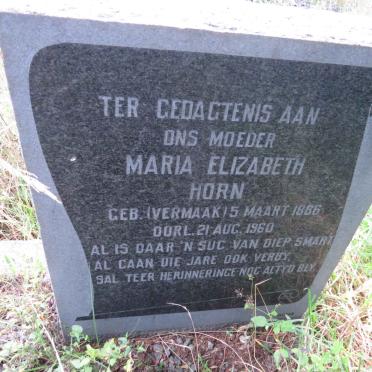 TER GEDAGTENIS AAN
ONS MOEDER
MARIA ELIZABETH
HORN
GEB. (VERMAAK) 5 MAART 1886
OORL. 21 AUG. 1960
AL IS DAAR 'N SUG VAN DIEP SMART
AL GAAN DIE JARE OOK VERBY,
SAL TEER HERINNERINGE NOG ALTYD BLY.